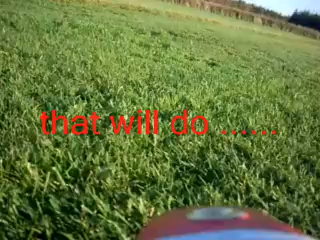 that will do ......